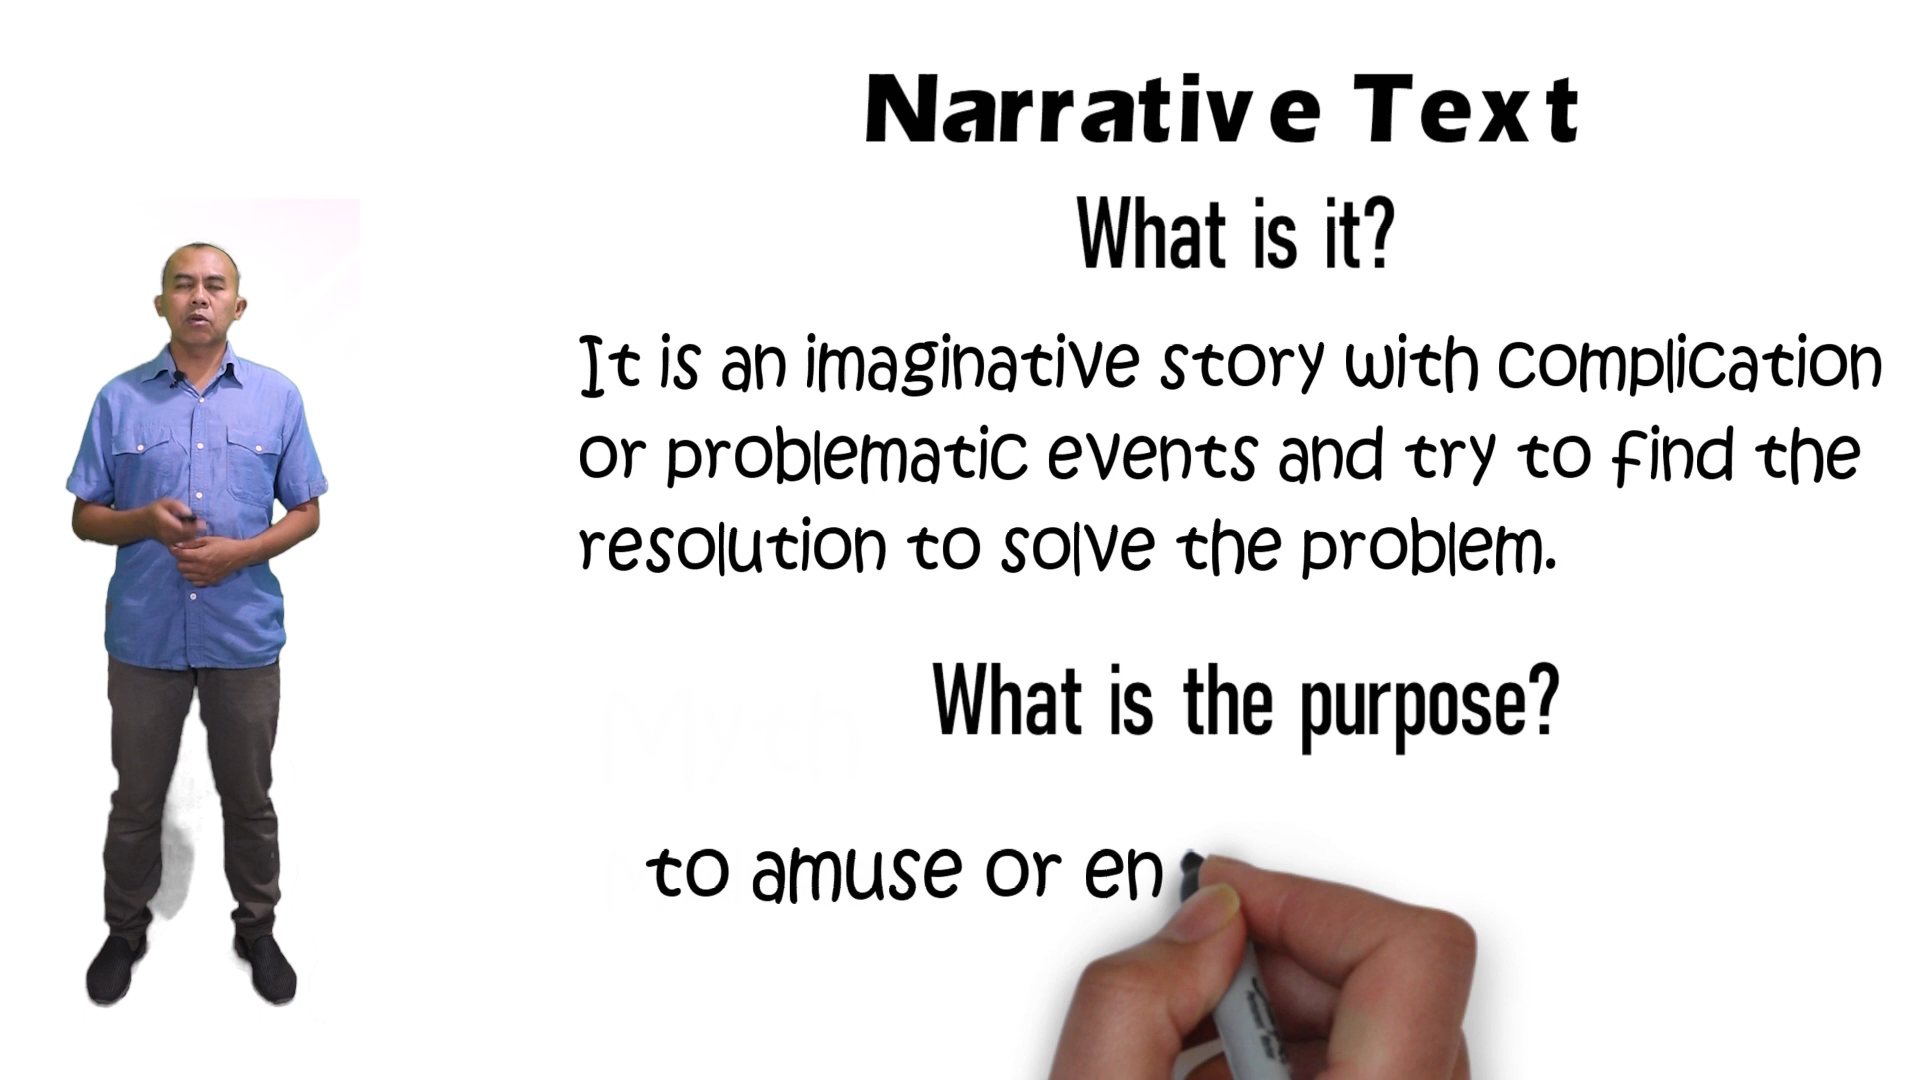 Narrative Text
What is it?
It is an imaginative story with complication
or problematic events and try to find the
resolution to solve the problem.
What is the purpose?
Myth
to amuse or en